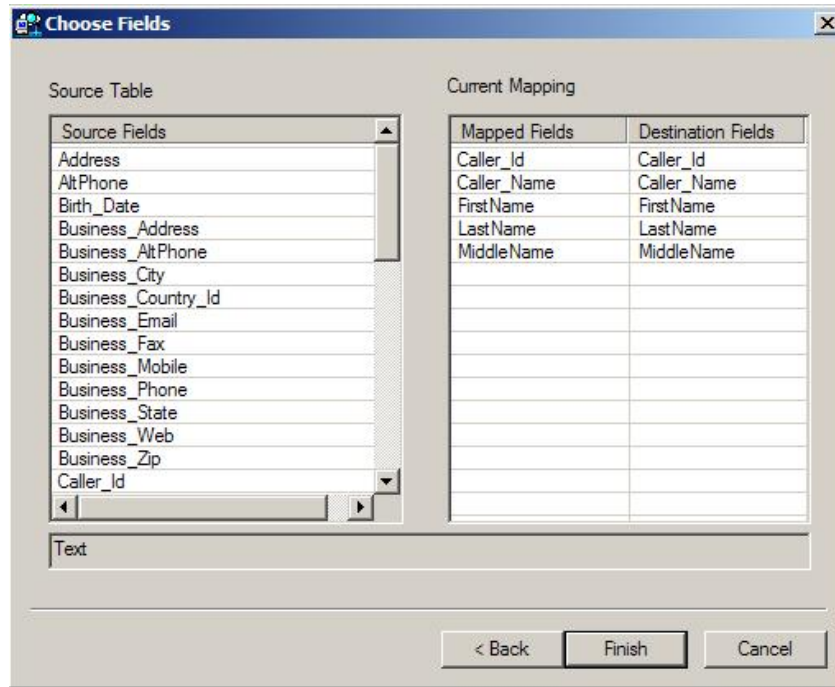 Choose Fields
Source Table
Source Fields
Address
AltPhone
Birth_Date
Business_Address
Business_AltPhone
Business_City
Business_Country_Id
Business_Email
Business_Fax
Business_Mobile
Business_Phone
Business_State
Business_Web
Business_Zip
Caller_Id
Current Mapping
Mapped Fields Destination Fields
Caller_Id Caller_Id
Caller_Name Caller_Name
FirstName FirstName
LastName LastName
MiddleName MiddleName
Text
< Back Finish Cancel